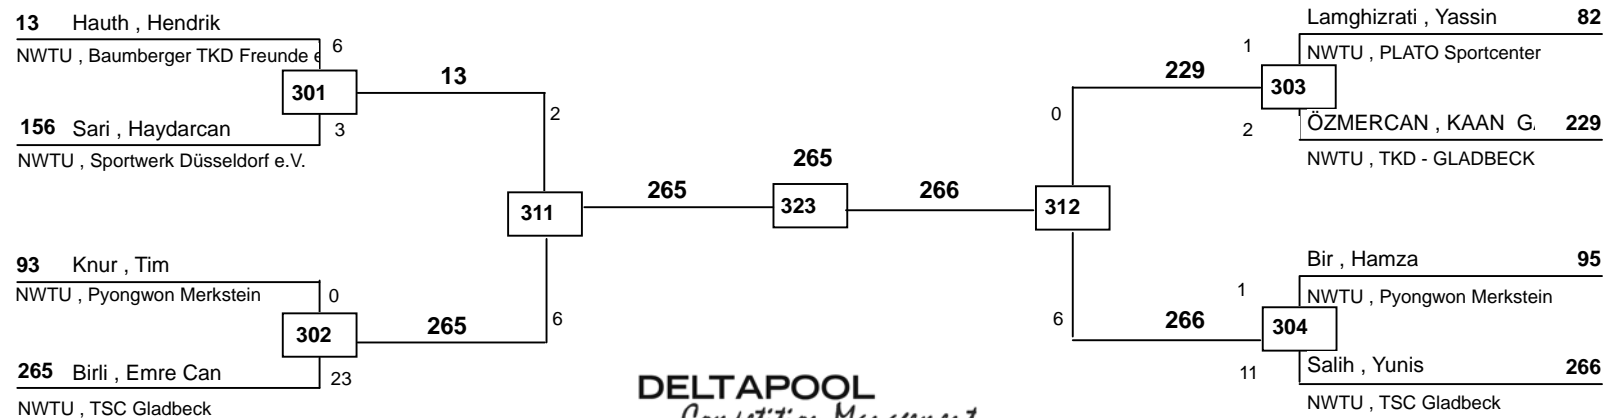 13 Hauth , Hendrik
NWTU , Baumberger TKD Freunde e
6
301
13
156 Sari , Haydarcan
3
NWTU , Sportwerk Düsseldorf e.V.
2
311
265
93 Knur , Tim
NWTU , Pyongwon Merkstein
0
302
265
6
265 Birli , Emre Can
23
NWTU , TSC Gladbeck
265
323
Lamghizrati , Yassin 82
1
NWTU , PLATO Sportcenter
229
303
0
2
ÖZMERCAN , KAAN G. 229
NWTU , TKD - GLADBECK
266
312
Bir , Hamza 95
1
NWTU , Pyongwon Merkstein
6
266
304
11
Salih , Yunis 266
NWTU , TSC Gladbeck
DELTAPOOL
Competition Management